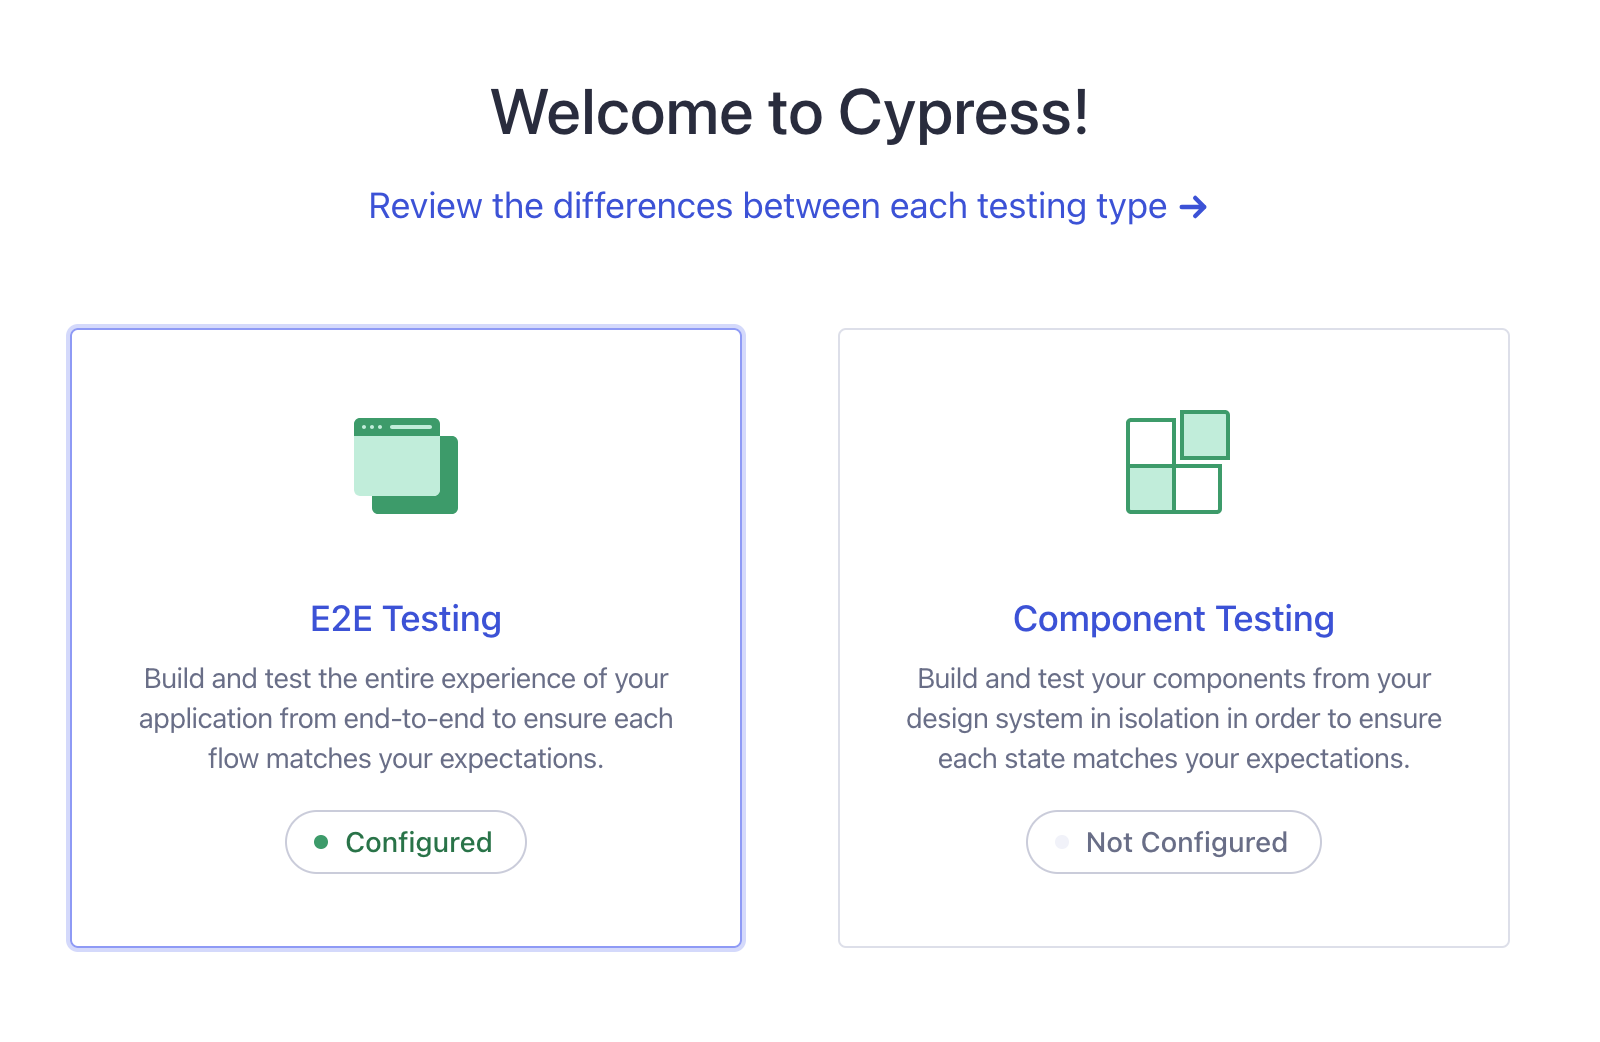 Welcome to Cypress!
Review the differences between each testing type →
E2E Testing
Build and test the entire experience of your
application from end-to-end to ensure each
flow matches your expectations.
Configured
Component Testing
Build and test your components from your
design system in isolation in order to ensure
each state matches your expectations.
Not Configured